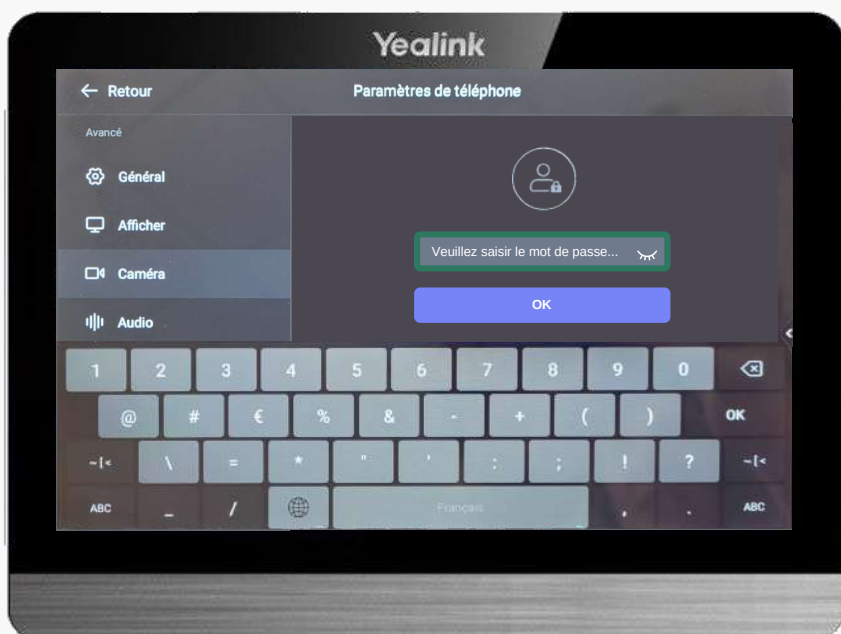 Yealink
Retour
Paramètres de téléphone
Avancé
Général
Afficher
Caméra
Audio
Veuillez saisir le mot de passe...
OK
1 2 3 4 5 6 7 8 9 0
@ # € % & - + ( ) OK
~[< \ = * " ' : ; ! ? ~[<
ABC _ / Français , . ABC